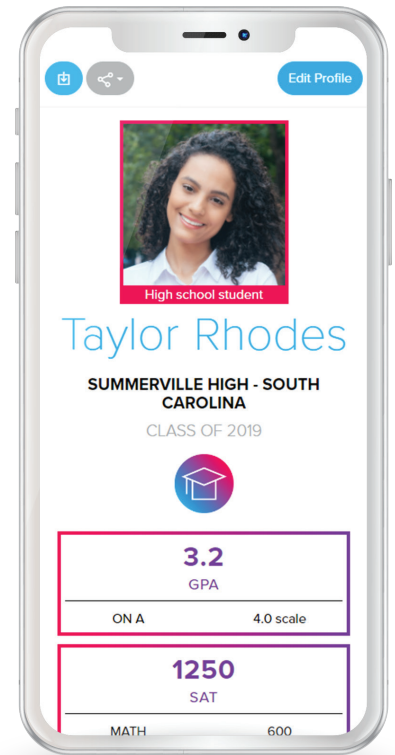 Edit Profile
High school student
Taylor Rhodes
SUMMERVILLE HIGH - SOUTH
CAROLINA
CLASS OF 2019
3.2
GPA
ON A 4.0 scale
1250
SAT
MATH 600